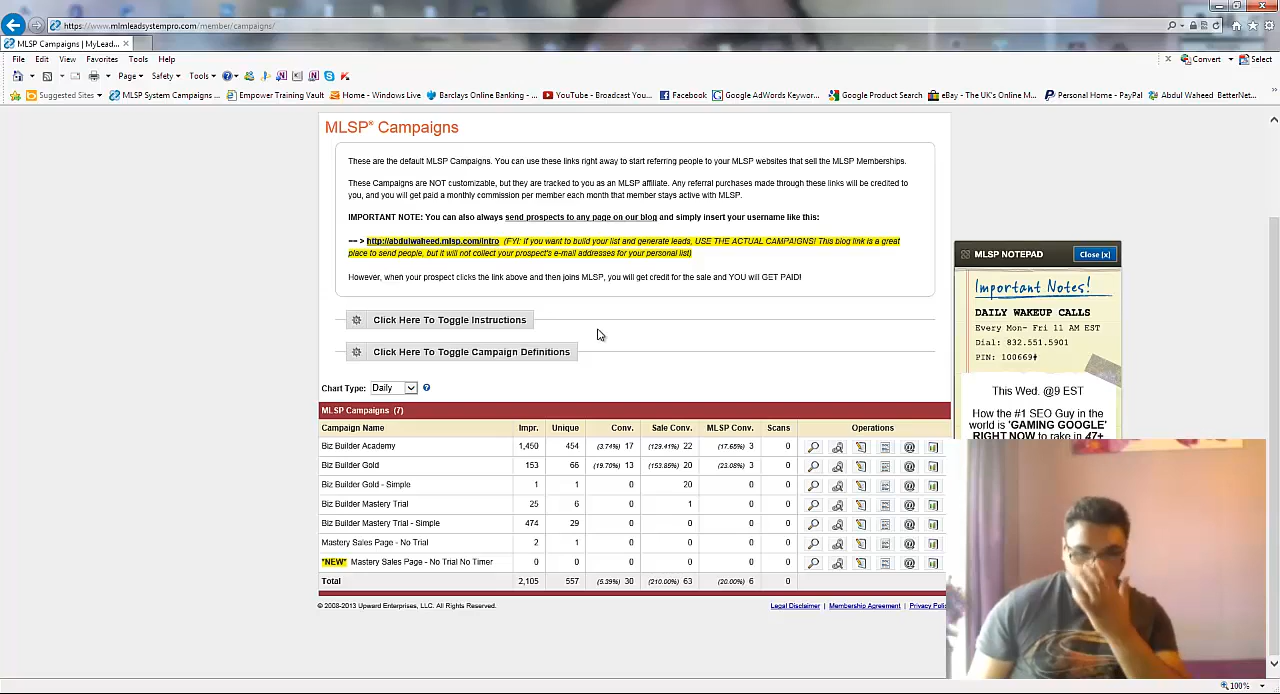 https://www.mlmleadsystempro.com/member/campaigns/
MLSP Campaigns | MyLead...
File Edit View Favorites Tools Help
Convert Select
Page Safety Tools
Suggested Sites MLSP System Campaigns ... Empower Training Vault Home - Windows Live Barclays Online Banking - ... YouTube - Broadcast You... Facebook Google AdWords Keywor... Google Product Search eBay - The UK's Online M... Personal Home - PayPal Abdul Waheed BetterNet...
MLSP® Campaigns
These are the default MLSP Campaigns. You can use these links right away to start referring people to your MLSP websites that sell the MLSP Memberships.
These Campaigns are NOT customizable, but they are tracked to you as an MLSP affiliate. Any referral purchases made through these links will be credited to
you, and you will get paid a monthly commission per member each month that member stays active with MLSP.
IMPORTANT NOTE: You can also always send prospects to any page on our blog and simply insert your username like this:
-- > http://abdulwaheed.mlsp.com/intro (FYI: if you want to build your list and generate leads, USE THE ACTUAL CAMPAIGNS! This blog link is a great
place to send people, but it will not collect your prospect's e-mail addresses for your personal list)
However, when your prospect clicks the link above and then joins MLSP, you will get credit for the sale and YOU will GET PAID!
Click Here To Toggle Instructions
Click Here To Toggle Campaign Definitions
Chart Type: Daily
MLSP Campaigns (7)
Campaign Name Impr. Unique Conv. Sale Conv. MLSP Conv. Scans Operations
Biz Builder Academy 1,450 454 (3.74%) 17 (129.41%) 22 (17.65%) 3 0
Biz Builder Gold 153 66 (19.70%) 13 (153.85%) 20 (23.08%) 3 0
Biz Builder Gold - Simple 1 1 0 20 0 0
Biz Builder Mastery Trial 25 6 0 1 0 0
Biz Builder Mastery Trial - Simple 474 29 0 0 0 0
Mastery Sales Page - No Trial 2 1 0 0 0 0
*NEW* Mastery Sales Page - No Trial No Timer 0 0 0 0 0 0
Total 2,105 557 (5.39%) 30 (210.00%) 63 (20.00%) 6 0
© 2008-2013 Upward Enterprises, LLC. All Rights Reserved.
Legal Disclaimer | Membership Agreement | Privacy Poli
MLSP NOTEPAD Close [x]
Important Notes!
DAILY WAKEUP CALLS
Every Mon- Fri 11 AM EST
Dial: 832.551.5901
PIN: 100669#
This Wed. @9 EST
How the #1 SEO Guy in the
world is 'GAMING GOOGLE'
RIGHT NOW to rake in 47+
100%